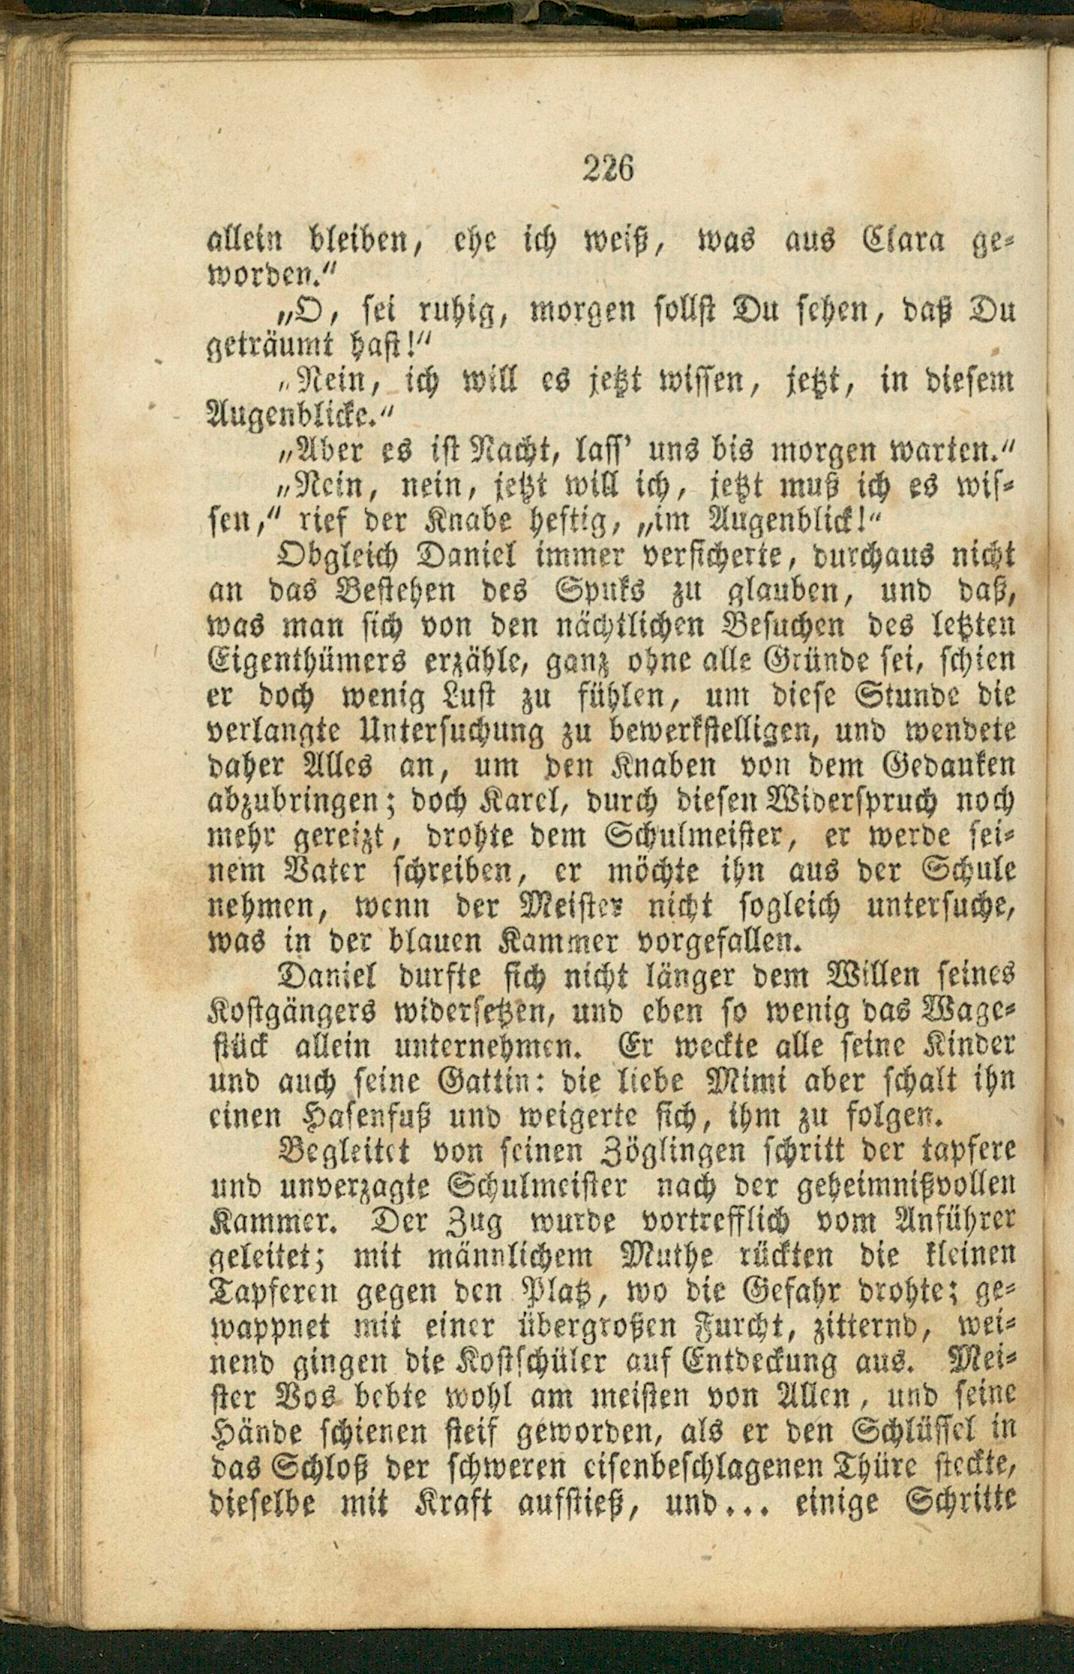 226
allein bleiben, ehe ich weiß, was aus Clara ge-
worden."
„O, sei ruhig, morgen sollst Du sehen, daß Du
geträumt hast!"
„Nein, ich will es jetzt wissen, jetzt, in diesem
Augenblicke."
„Aber es ist Nacht, lass' uns bis morgen warten."
„Nein, nein, jetzt will ich, jetzt muß ich es wis-
sen," rief der Knabe heftig, „im Augenblick!"
Obgleich Daniel immer versicherte, durchaus nicht
an das Bestehen des Spuks zu glauben, und daß,
was man sich von den nächtlichen Besuchen des letzten
Eigenthümers erzähle, ganz ohne alle Gründe sei, schien
er doch wenig Lust zu fühlen, um diese Stunde die
verlangte Untersuchung zu bewerkstelligen, und wendete
daher Alles an, um den Knaben von dem Gedanken
abzubringen; doch Karel, durch diesen Widerspruch noch
mehr gereizt, drohte dem Schulmeister, er werde sei-
nem Vater schreiben, er möchte ihn aus der Schule
nehmen, wenn der Meister nicht sogleich untersuche,
was in der blauen Kammer vorgefallen.
Daniel durfte sich nicht länger dem Willen seines
Kostgängers widersetzen, und eben so wenig das Wage-
stück allein unternehmen. Er weckte alle seine Kinder
und auch seine Gattin: die liebe Mimi aber schalt ihn
einen Hasenfuß und weigerte sich, ihm zu folgen.
Begleitet von seinen Zöglingen schritt der tapfere
und unverzagte Schulmeister nach der geheimnißvollen
Kammer. Der Zug wurde vortrefflich vom Anführer
geleitet; mit männlichem Muthe rückten die kleinen
Tapferen gegen den Platz, wo die Gefahr drohte; ge-
wappnet mit einer übergroßen Furcht, zitternd, wei-
nend gingen die Kostschüler auf Entdeckung aus. Mei-
ster Vos bebte wohl am meisten von Allen, und seine
Hände schienen steif geworden, als er den Schlüssel in
das Schloß der schweren eisenbeschlagenen Thüre steckte,
dieselbe mit Kraft aufstieß, und... einige Schritte